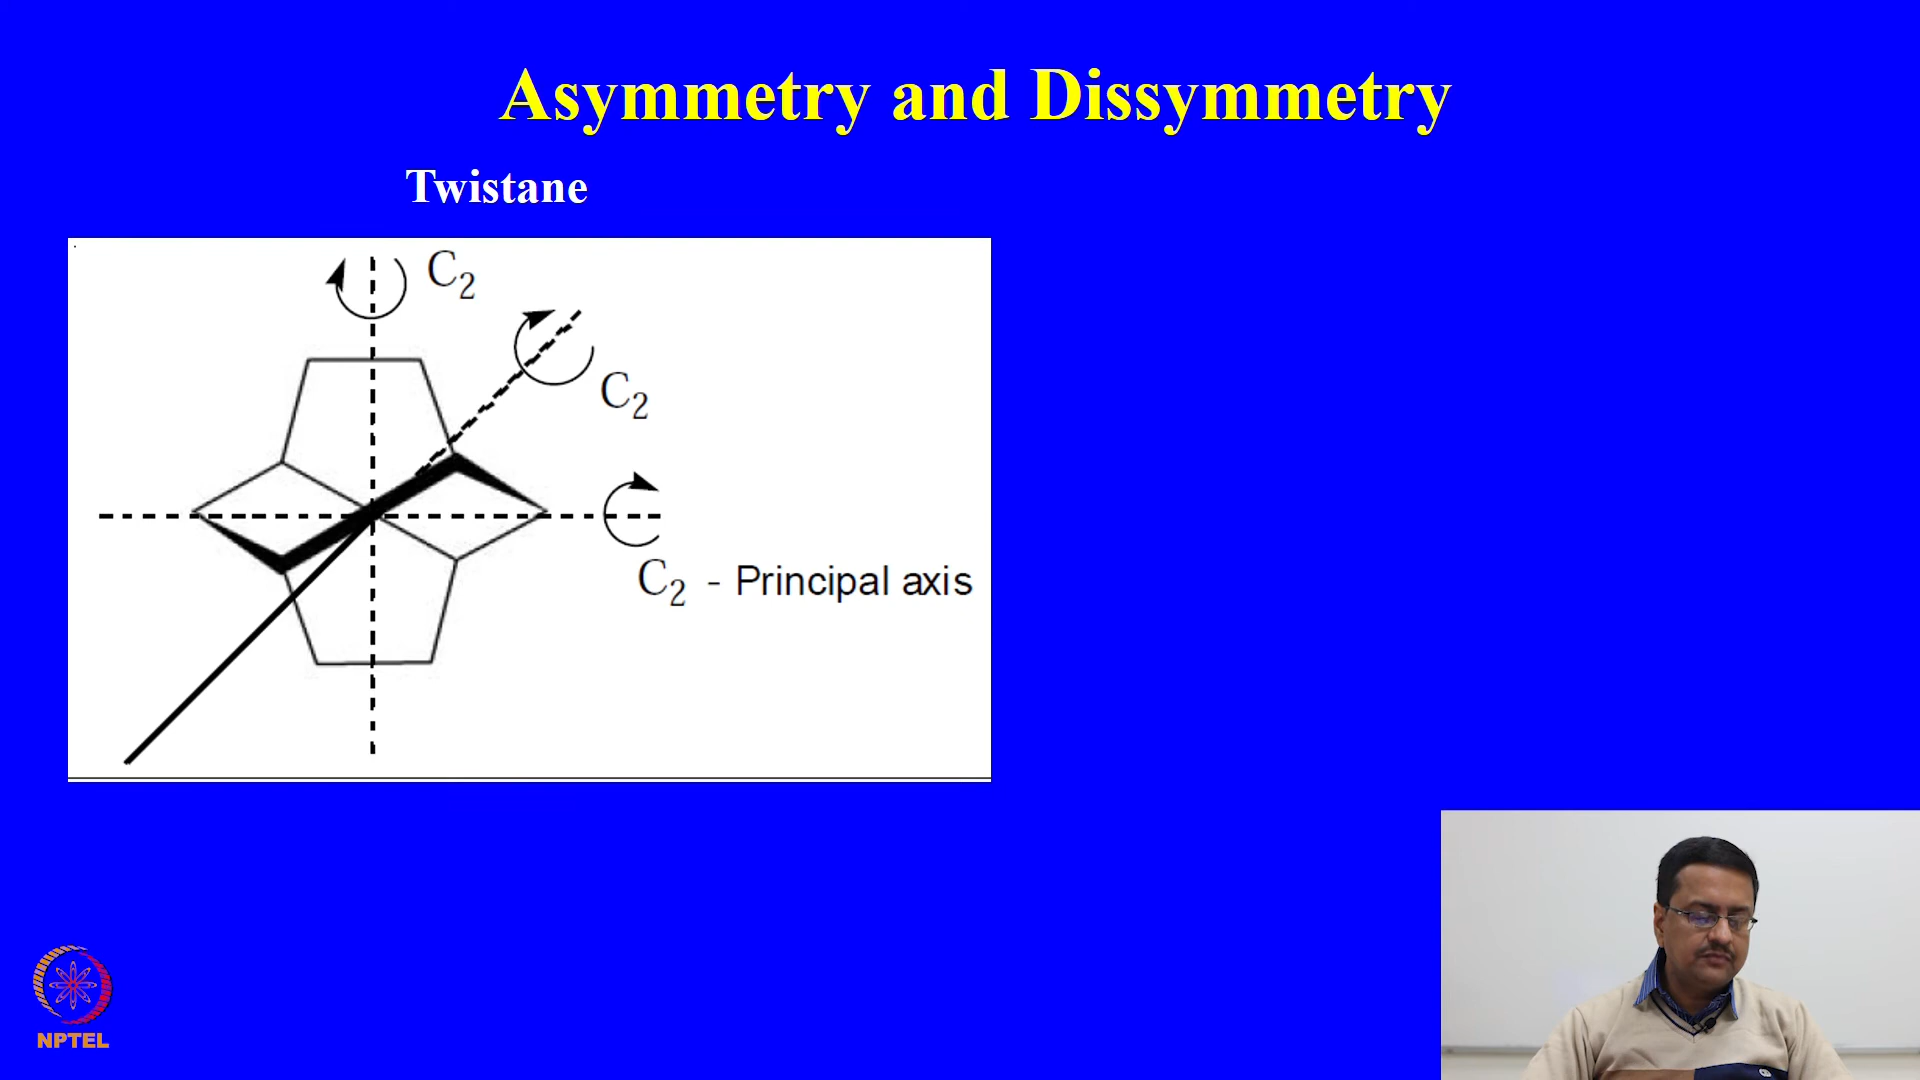 Asymmetry and Dissymmetry
Twistane
C2
C2
C2 - Principal axis
NPTEL